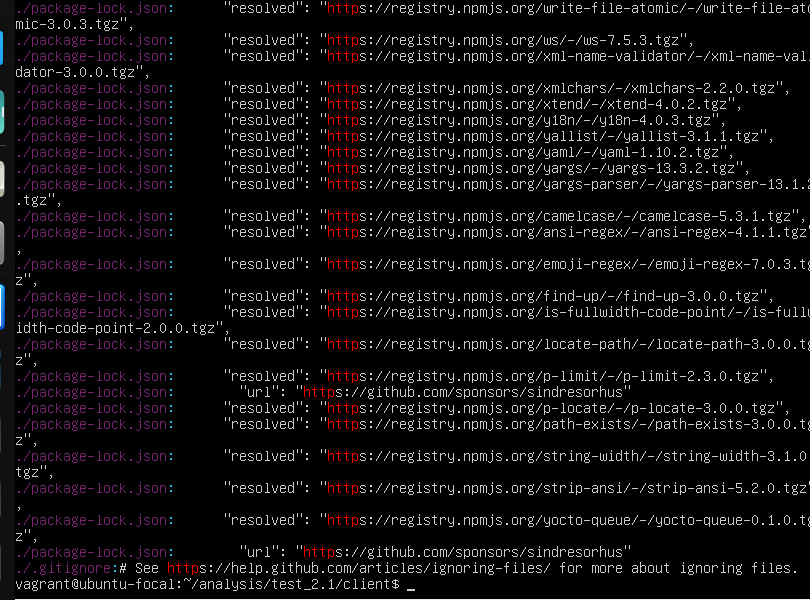 ./package-lock.json:      "resolved": "https://registry.npmjs.org/write-file-atomic/-/write-file-ato
mic-3.0.3.tgz",
./package-lock.json:      "resolved": "https://registry.npmjs.org/ws/-/ws-7.5.3.tgz",
./package-lock.json:      "resolved": "https://registry.npmjs.org/xml-name-validator/-/xml-name-vali
dator-3.0.0.tgz",
./package-lock.json:      "resolved": "https://registry.npmjs.org/xmlchars/-/xmlchars-2.2.0.tgz",
./package-lock.json:      "resolved": "https://registry.npmjs.org/xtend/-/xtend-4.0.2.tgz",
./package-lock.json:      "resolved": "https://registry.npmjs.org/y18n/-/y18n-4.0.3.tgz",
./package-lock.json:      "resolved": "https://registry.npmjs.org/yallist/-/yallist-3.1.1.tgz",
./package-lock.json:      "resolved": "https://registry.npmjs.org/yaml/-/yaml-1.10.2.tgz",
./package-lock.json:      "resolved": "https://registry.npmjs.org/yargs/-/yargs-13.3.2.tgz",
./package-lock.json:      "resolved": "https://registry.npmjs.org/yargs-parser/-/yargs-parser-13.1.2
.tgz",
./package-lock.json:      "resolved": "https://registry.npmjs.org/camelcase/-/camelcase-5.3.1.tgz",
./package-lock.json:      "resolved": "https://registry.npmjs.org/ansi-regex/-/ansi-regex-4.1.1.tgz"
,
./package-lock.json:      "resolved": "https://registry.npmjs.org/emoji-regex/-/emoji-regex-7.0.3.tg
z",
./package-lock.json:      "resolved": "https://registry.npmjs.org/find-up/-/find-up-3.0.0.tgz",
./package-lock.json:      "resolved": "https://registry.npmjs.org/is-fullwidth-code-point/-/is-fullw
idth-code-point-2.0.0.tgz",
./package-lock.json:      "resolved": "https://registry.npmjs.org/locate-path/-/locate-path-3.0.0.tg
z",
./package-lock.json:      "resolved": "https://registry.npmjs.org/p-limit/-/p-limit-2.3.0.tgz",
./package-lock.json:        "url": "https://github.com/sponsors/sindresorhus"
./package-lock.json:      "resolved": "https://registry.npmjs.org/p-locate/-/p-locate-3.0.0.tgz",
./package-lock.json:      "resolved": "https://registry.npmjs.org/path-exists/-/path-exists-3.0.0.tg
z",
./package-lock.json:      "resolved": "https://registry.npmjs.org/string-width/-/string-width-3.1.0.
tgz",
./package-lock.json:      "resolved": "https://registry.npmjs.org/strip-ansi/-/strip-ansi-5.2.0.tgz"
,
./package-lock.json:      "resolved": "https://registry.npmjs.org/yocto-queue/-/yocto-queue-0.1.0.tg
z",
./package-lock.json:        "url": "https://github.com/sponsors/sindresorhus"
./.gitignore:# See https://help.github.com/articles/ignoring-files/ for more about ignoring files.
vagrant@ubuntu-focal:~/analysis/test_2.1/client$ _